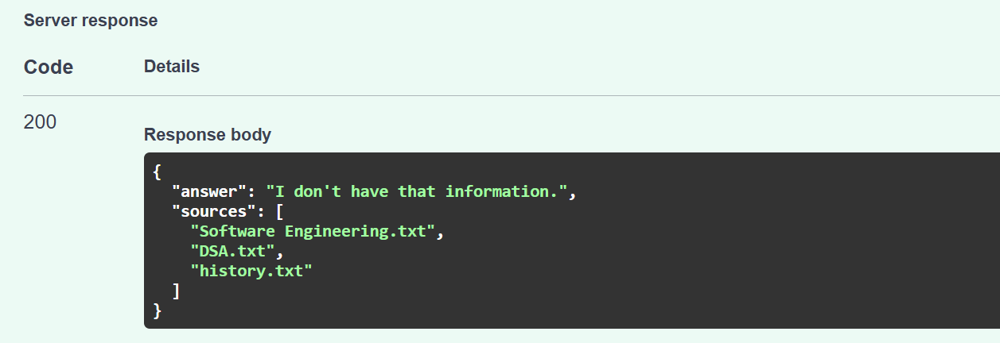 Server response
Code Details
200
Response body
{
"answer": "I don't have that information.",
"sources": [
"Software Engineering.txt",
"DSA.txt",
"history.txt"
]
}